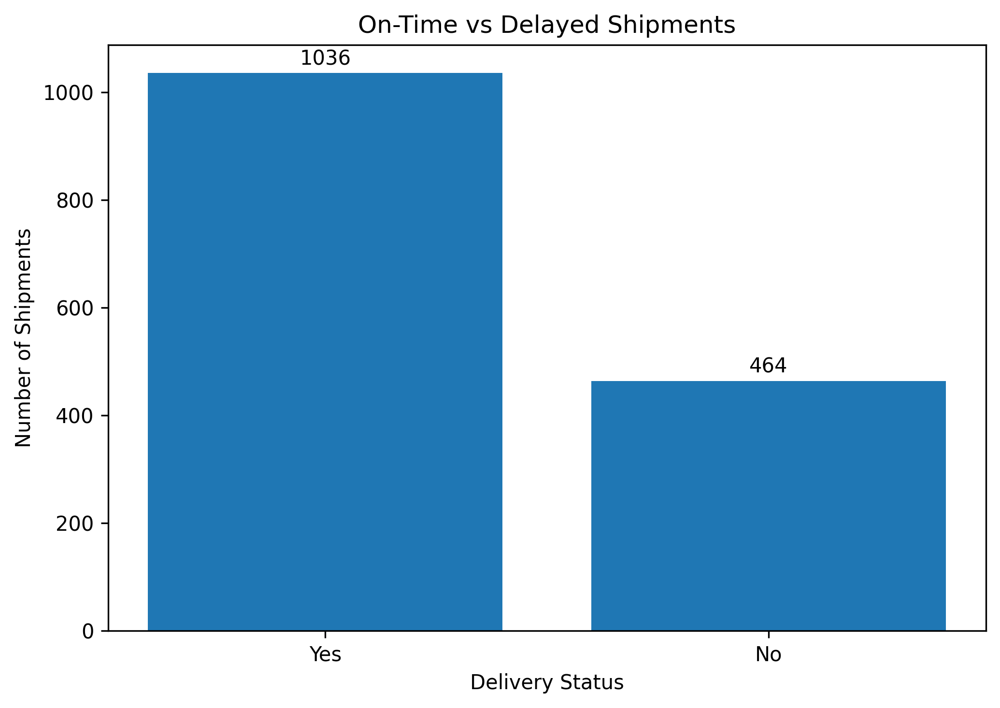 On-Time vs Delayed Shipments
1036
1000
800
464
600
400
200
0
Number of Shipments
Yes
No
Delivery Status